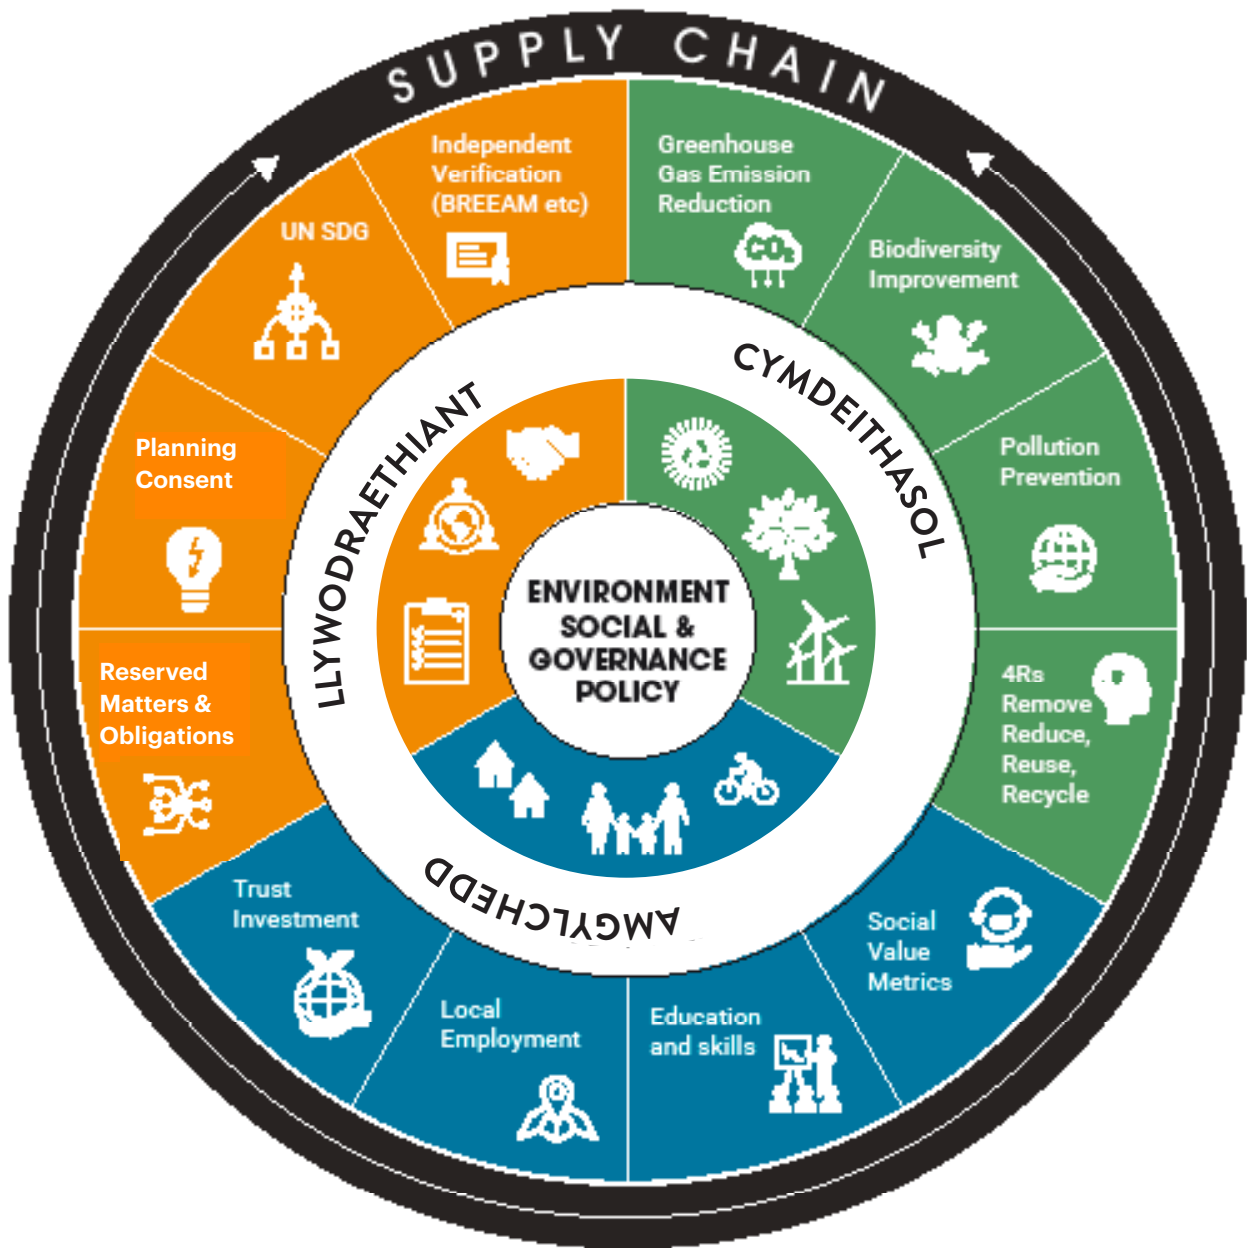 SUPPLY CHAIN
Independent
Verification
(BREEAM etc)
Greenhouse
Gas Emission
Reduction
CO₂
UN SDG
Biodiversity
Improvement
Planning
Consent
Pollution
Prevention
Reserved
Matters &
Obligations
4Rs
Remove
Reduce,
Reuse,
Recycle
Trust
Investment
Social
Value
Metrics
Local
Employment
Education
and skills
LLYWODRAETHIANT
CYMDEITHASOL
AMGYLCHEDD
ENVIRONMENT
SOCIAL &
GOVERNANCE
POLICY